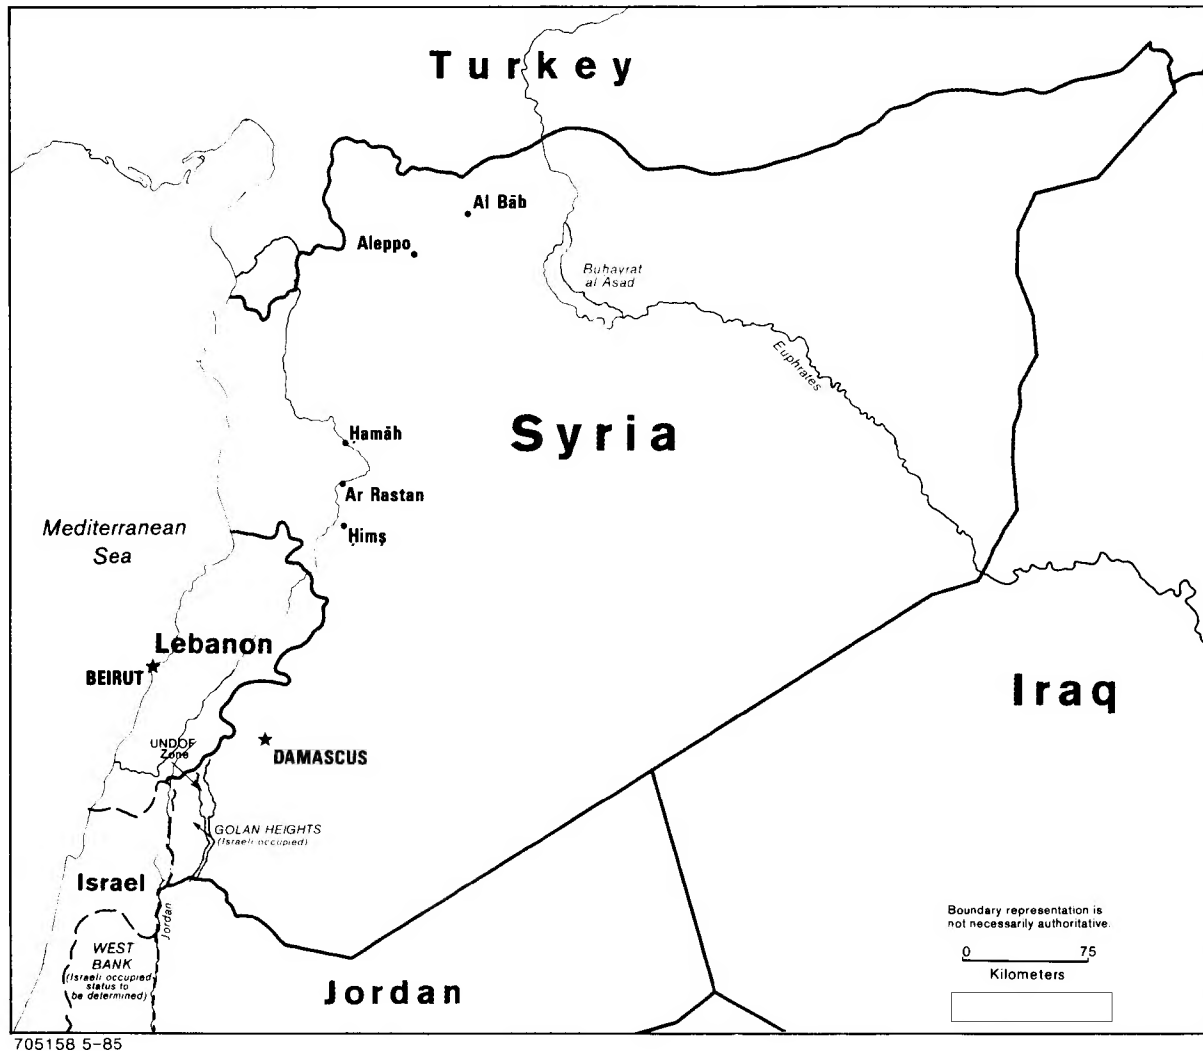 Turkey
Al Bāb
Aleppo
Buhayrat
al Asad
Euphrates
Syria
Ḥamāh
Ar Rastan
Ḥimṣ
Mediterranean
Sea
Lebanon
BEIRUT
Iraq
UNDOF
Zone
DAMASCUS
GOLAN HEIGHTS
(Israeli occupied)
Israel
Jordan
WEST
BANK
(Israeli occupied
status to
be determined)
Jordan
Boundary representation is
not necessarily authoritative.
0 75
Kilometers
705158 5-85